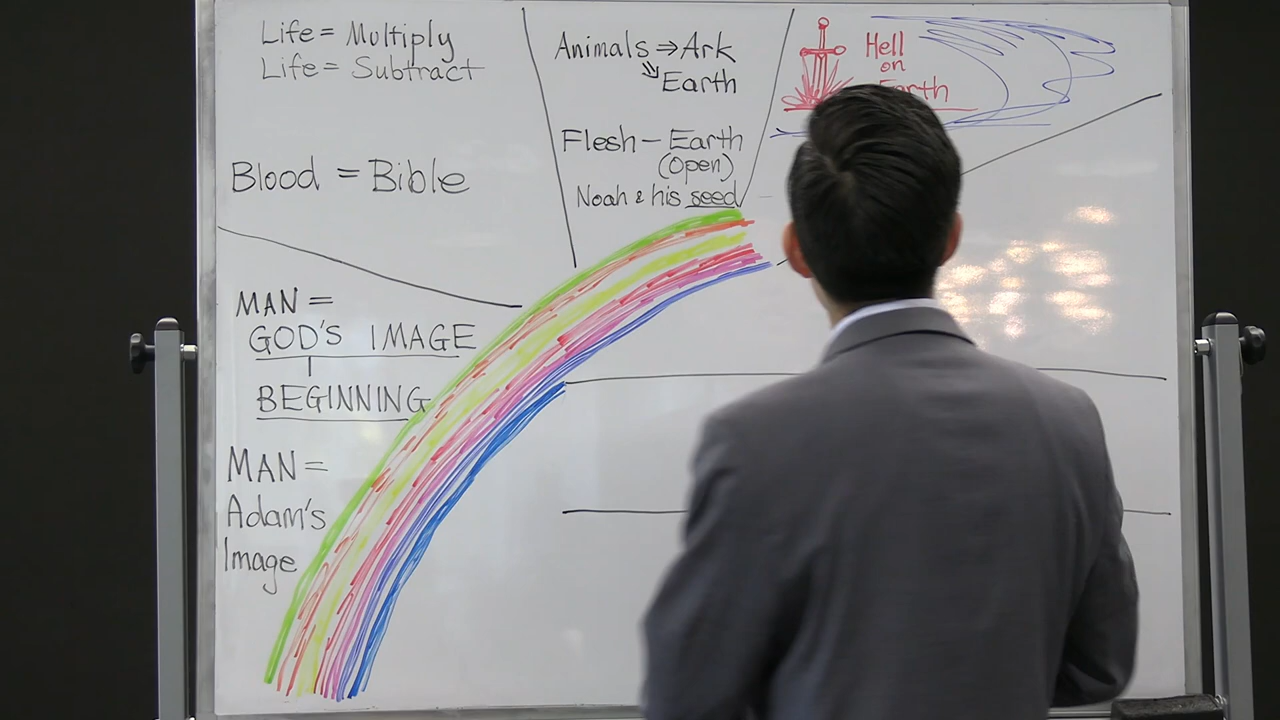 Life = Multiply
Life = Subtract
Blood = Bible
MAN =
GOD'S IMAGE
BEGINNING
MAN =
Adam's
Image
Animals ⇒ Ark
⇒ Earth
Flesh – Earth
(Open)
Noah & his seed
Hell
on
Earth